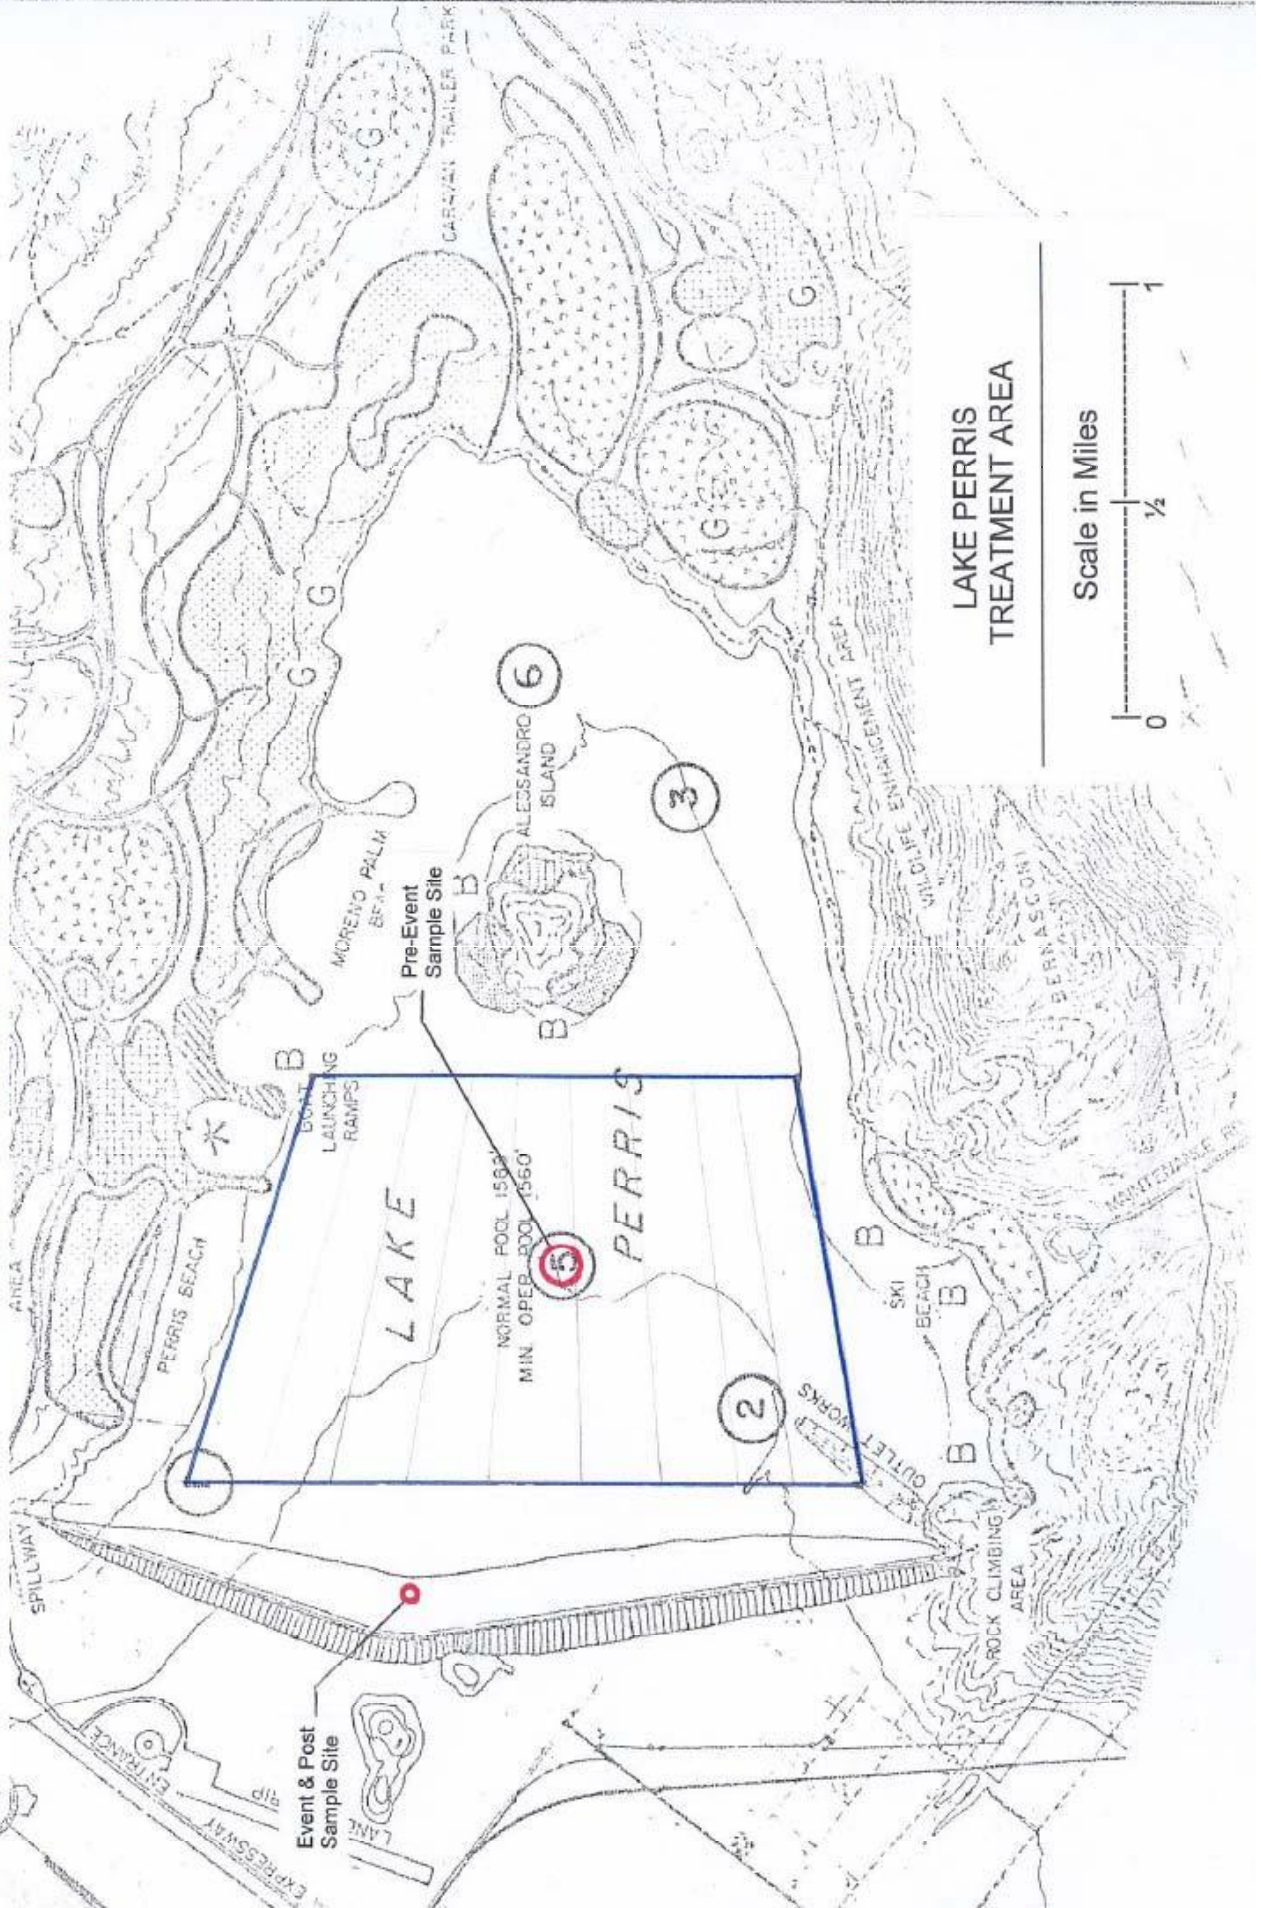 CARAVAN TRAILER PARK
G
G
G
G
G
AREA
PERRIS BEACH
SPILLWAY
B
BOAT
LAUNCHING
RAMPS
MORENO PALM
Pre-Event
Sample Site
B
ALESSANDRO
ISLAND
B
6
3
LAKE
PERRIS
NORMAL POOL 1588'
MIN. OPER. POOL 1560'
5
2
OUTLET WORKS
B
SKI
BEACH
B
B
ROCK CLIMBING
AREA
WILDLIFE ENHANCEMENT AREA
BERNASCONI
MAINTENANCE
ENTRANCE
EXPRESSWAY
LANE
Event & Post
Sample Site
LAKE PERRIS
TREATMENT AREA
Scale in Miles
0 ½ 1